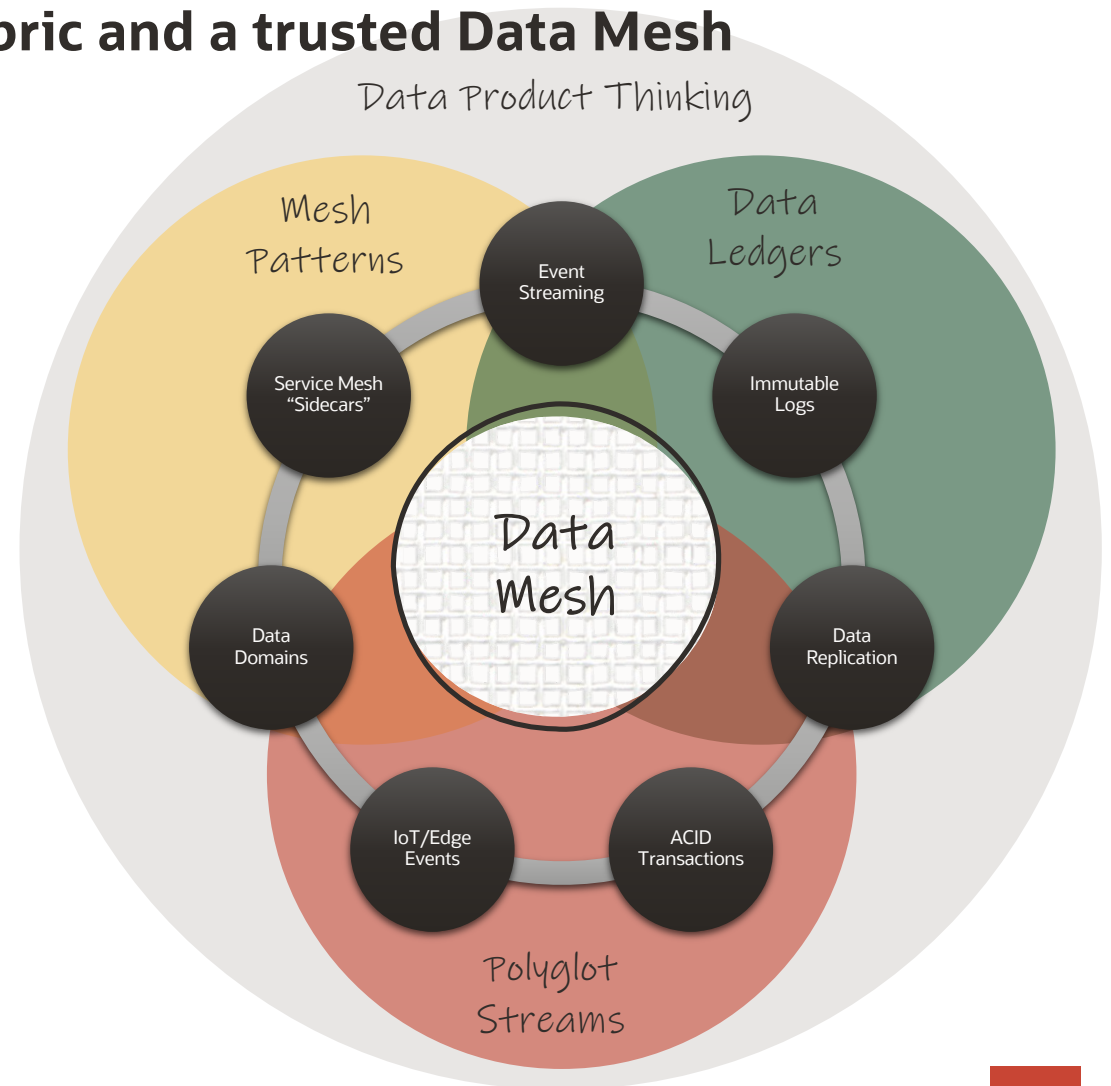 bric and a trusted Data Mesh
Data Product Thinking
Mesh
Patterns
Data
Ledgers
Event
Streaming
Service Mesh
“Sidecars”
Immutable
Logs
Data
Mesh
Data
Domains
Data
Replication
IoT/Edge
Events
ACID
Transactions
Polyglot
Streams